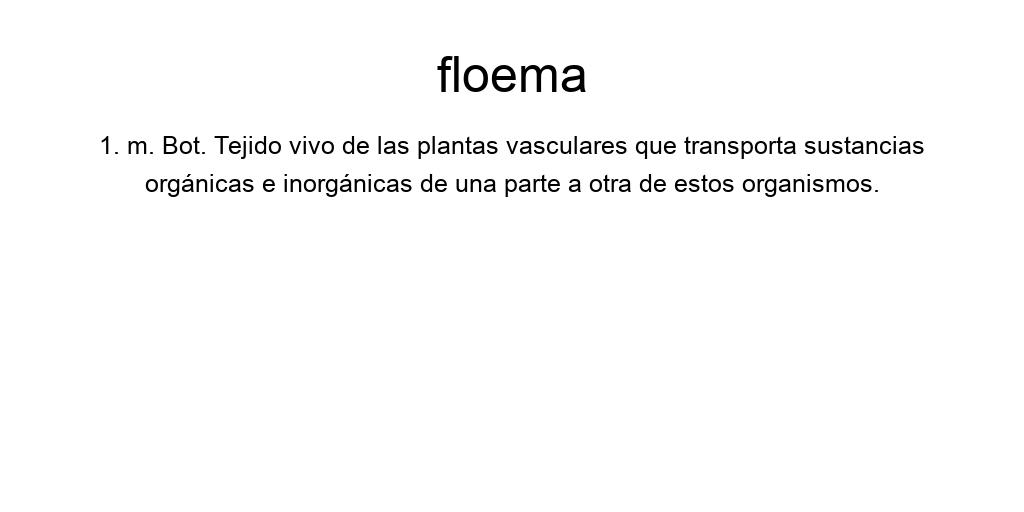 floema
1. m. Bot. Tejido vivo de las plantas vasculares que transporta sustancias
orgánicas e inorgánicas de una parte a otra de estos organismos.